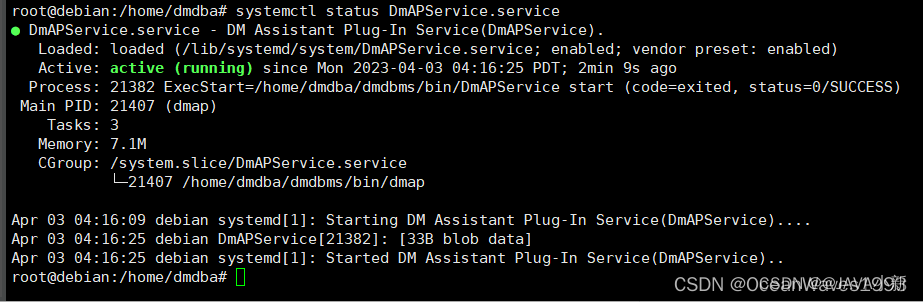 root@debian:/home/dmdba# systemctl status DmAPService.service
● DmAPService.service - DM Assistant Plug-In Service(DmAPService).
Loaded: loaded (/lib/systemd/system/DmAPService.service; enabled; vendor preset: enabled)
Active: active (running) since Mon 2023-04-03 04:16:25 PDT; 2min 9s ago
Process: 21382 ExecStart=/home/dmdba/dmdbms/bin/DmAPService start (code=exited, status=0/SUCCESS)
Main PID: 21407 (dmap)
Tasks: 3
Memory: 7.1M
CGroup: /system.slice/DmAPService.service
└─21407 /home/dmdba/dmdbms/bin/dmap
Apr 03 04:16:09 debian systemd[1]: Starting DM Assistant Plug-In Service(DmAPService)....
Apr 03 04:16:25 debian DmAPService[21382]: [33B blob data]
Apr 03 04:16:25 debian systemd[1]: Started DM Assistant Plug-In Service(DmAPService)..
root@debian:/home/dmdba#
CSDN